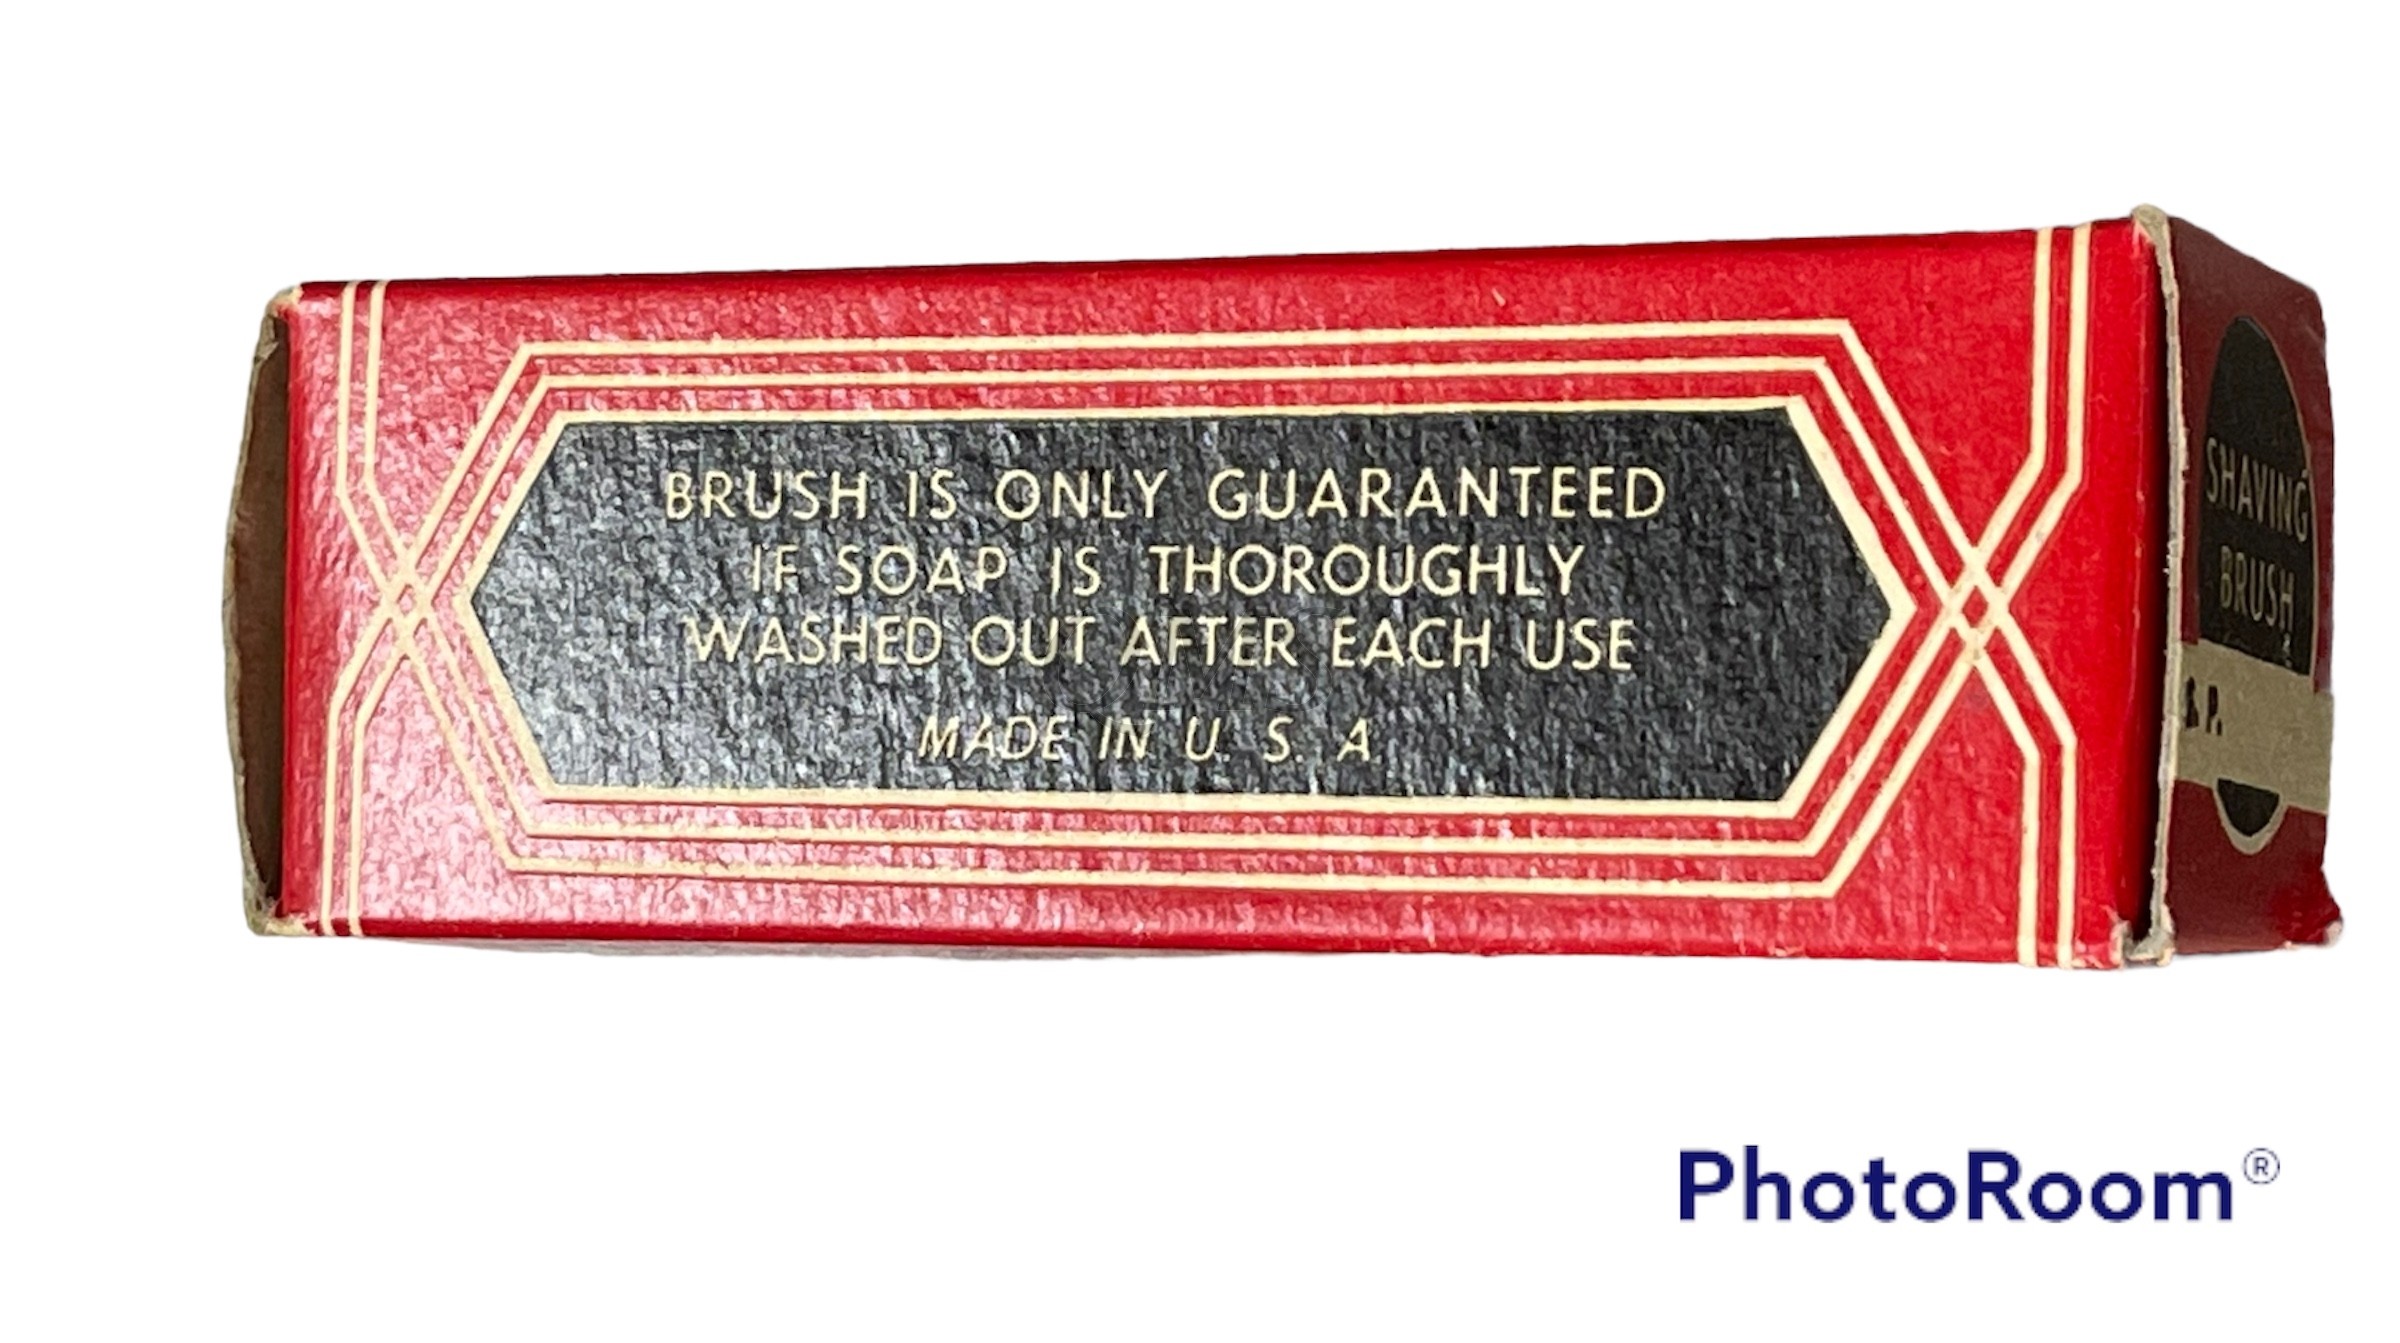 BRUSH IS ONLY GUARANTEED
IF SOAP IS THOROUGHLY
WASHED OUT AFTER EACH USE
MADE IN U. S. A
SHAVING
BRUSH
P.
PhotoRoom®